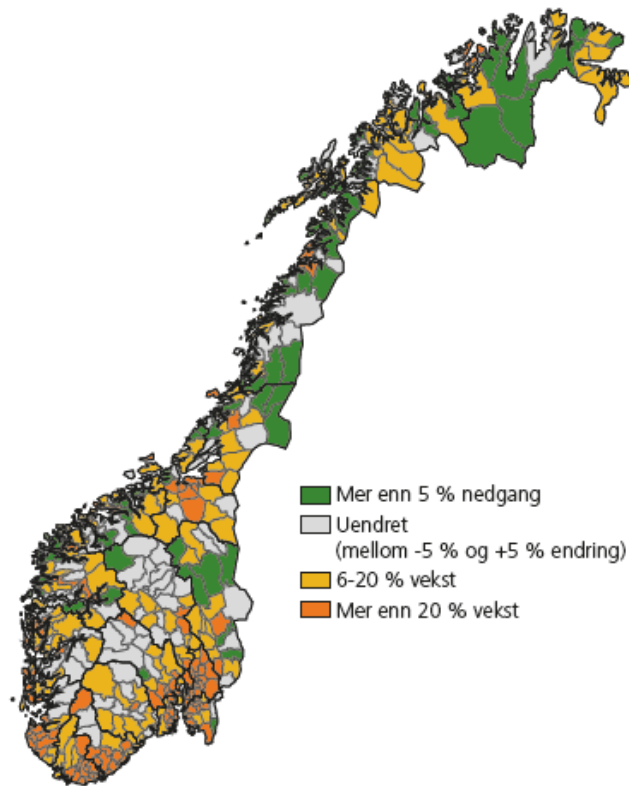 Mer enn 5 % nedgang
Uendret
(mellom -5 % og +5 % endring)
6-20 % vekst
Mer enn 20 % vekst